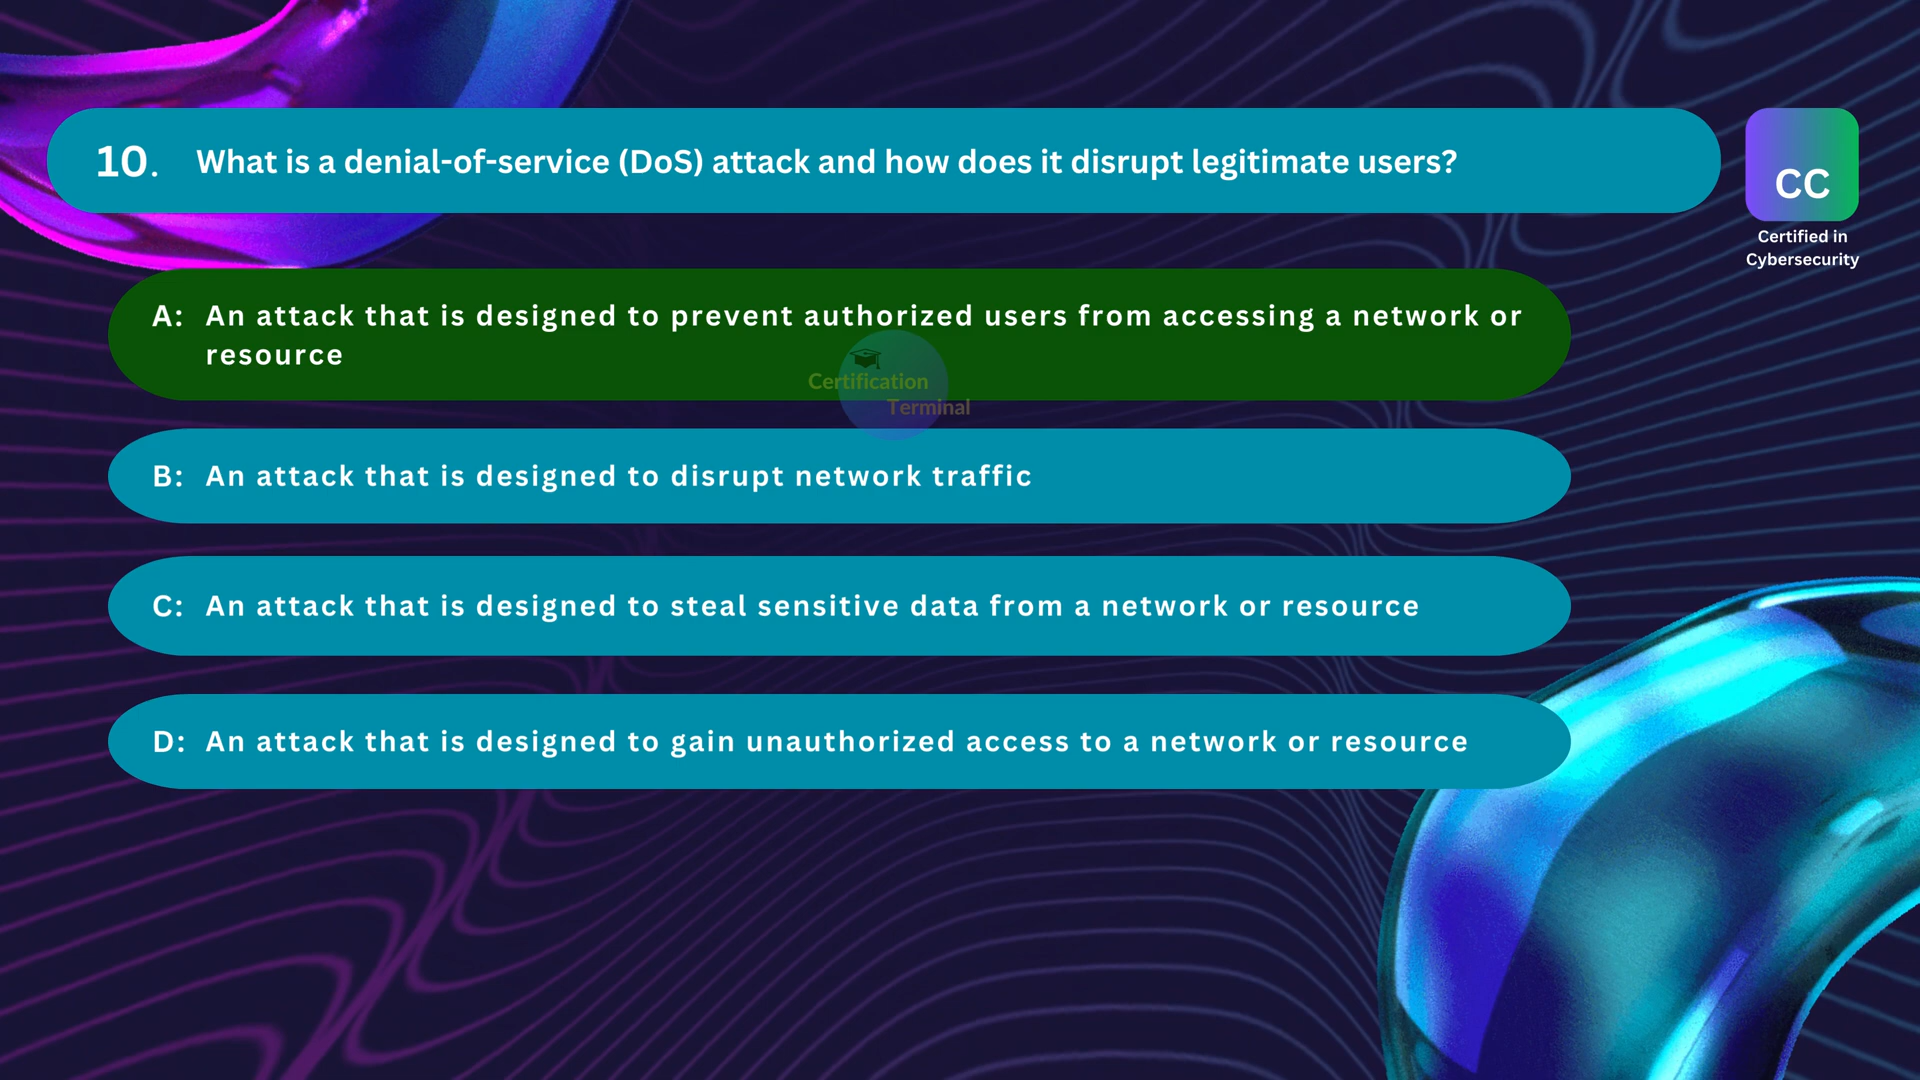 10. What is a denial-of-service (DoS) attack and how does it disrupt legitimate users?
CC
Certified in
Cybersecurity
A: An attack that is designed to prevent authorized users from accessing a network or
resource
Certification
Terminal
B: An attack that is designed to disrupt network traffic
C: An attack that is designed to steal sensitive data from a network or resource
D: An attack that is designed to gain unauthorized access to a network or resource